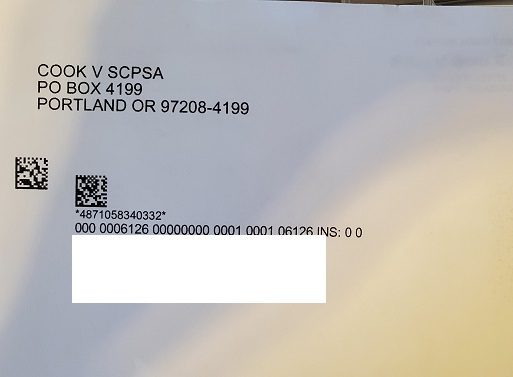 COOK V SCPSA
PO BOX 4199
PORTLAND OR 97208-4199
*4871058340332*
000 0006126 00000000 0001 0001 06126 INS: 0 0